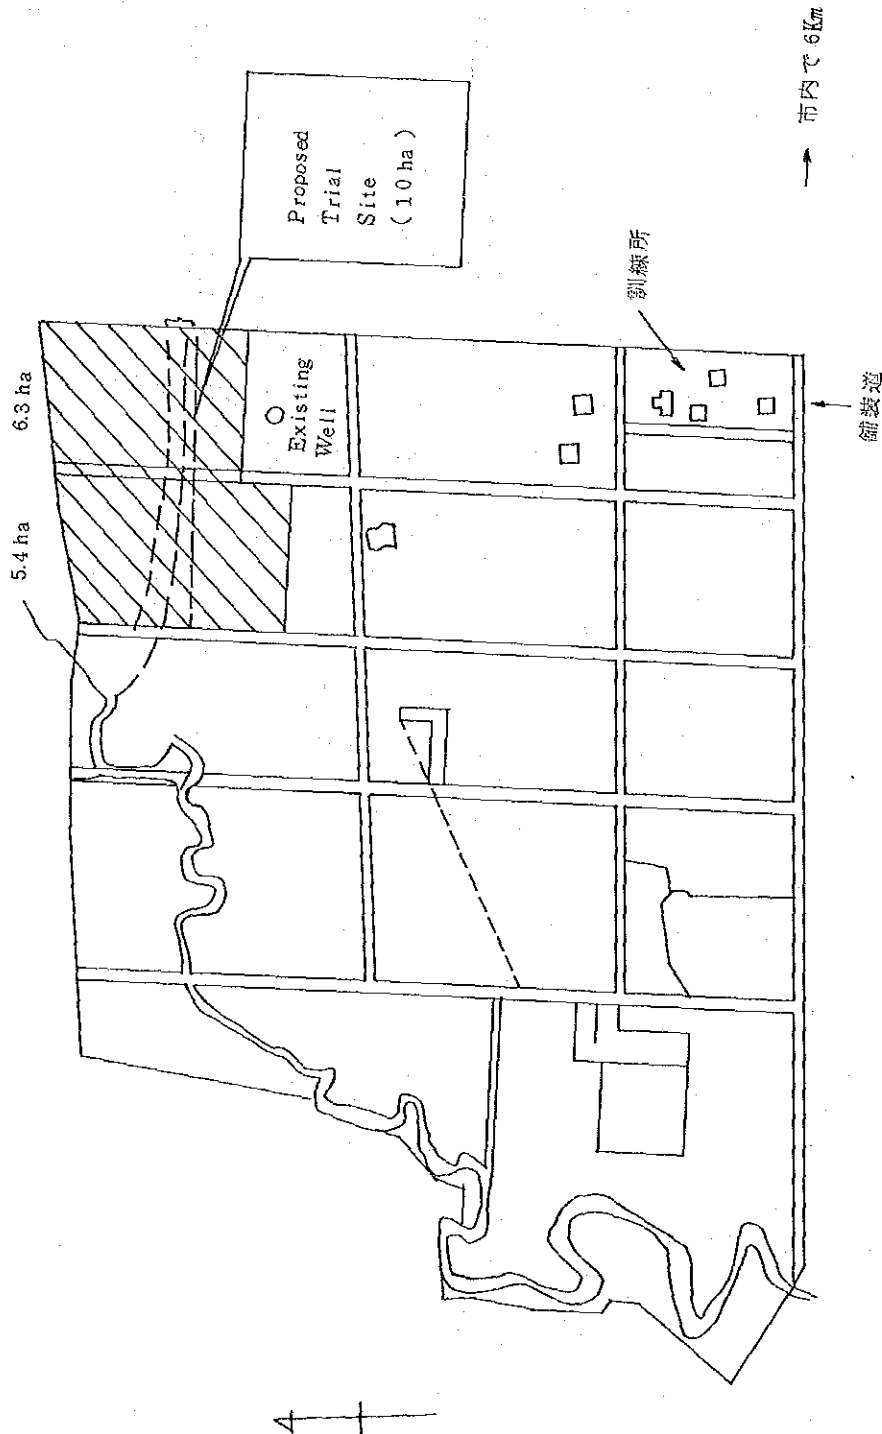 5.4 ha
6.3 ha
Proposed
Trial
Site
(10 ha)
Existing
Well
訓練所
舗装道
→ 市内で 6Km